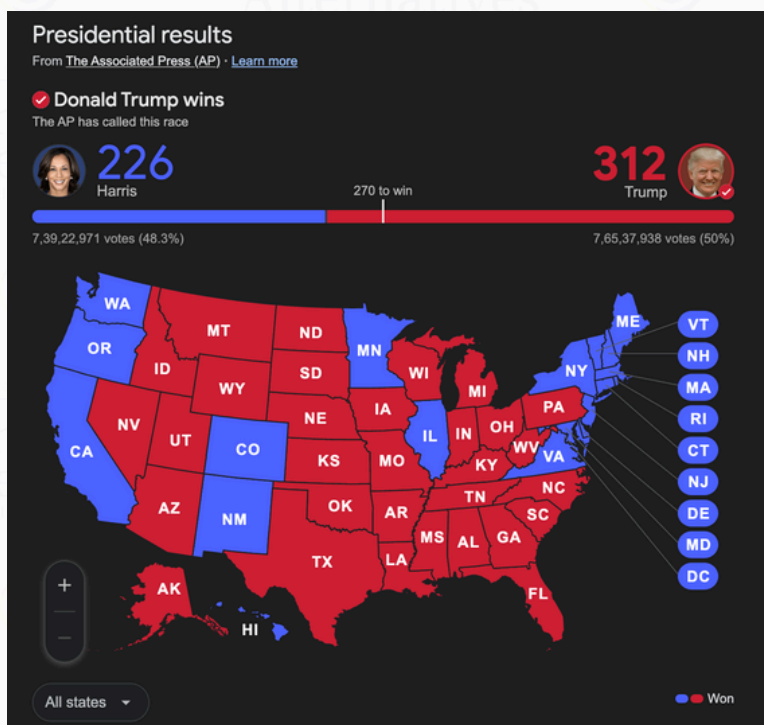 Presidential results
From The Associated Press (AP) · Learn more
Donald Trump wins
The AP has called this race
226
Harris
312
Trump
270 to win
7,39,22,971 votes (48.3%)
7,65,37,938 votes (50%)
WA
OR
CA
ID
NV
MT
WY
UT
AZ
CO
NM
ND
SD
NE
KS
OK
TX
MN
IA
MO
AR
LA
WI
IL
MS
MI
IN
KY
TN
AL
OH
WV
GA
FL
PA
VA
NC
SC
NY
ME
VT
NH
MA
RI
CT
NJ
DE
MD
DC
AK
HI
+
−
All states
Won